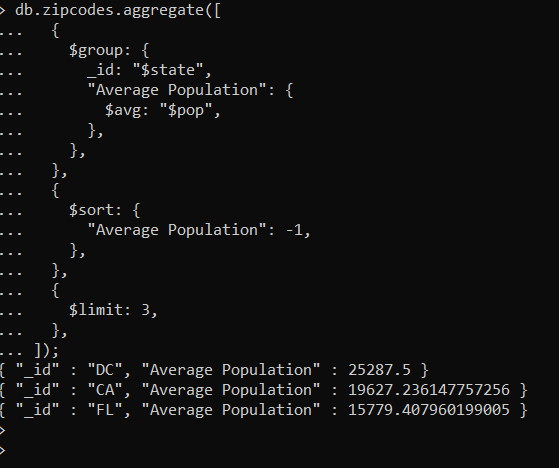 > db.zipcodes.aggregate([
...   {
...     $group: {
...       _id: "$state",
...       "Average Population": {
...         $avg: "$pop",
...       },
...     },
...   },
...   {
...     $sort: {
...       "Average Population": -1,
...     },
...   },
...   {
...     $limit: 3,
...   },
... ]);
{ "_id" : "DC", "Average Population" : 25287.5 }
{ "_id" : "CA", "Average Population" : 19627.236147757256 }
{ "_id" : "FL", "Average Population" : 15779.407960199005 }
>
>